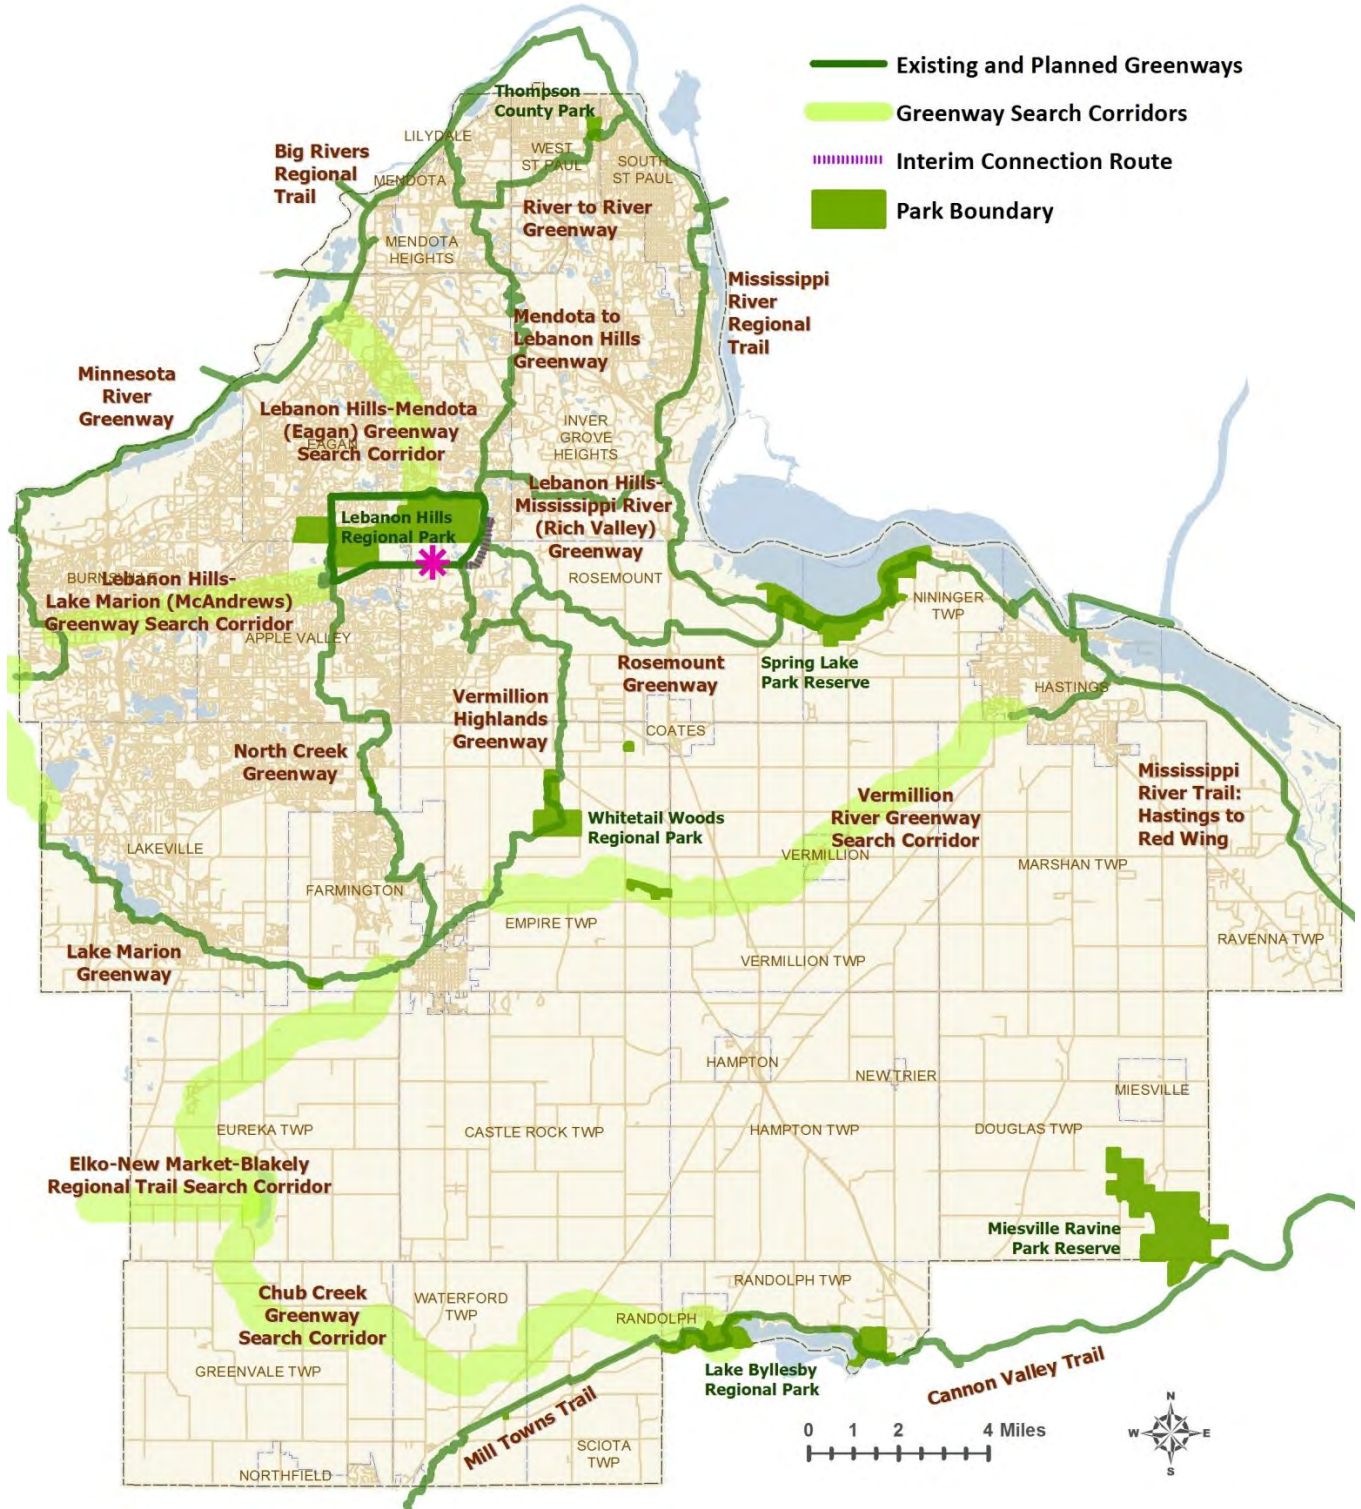 Existing and Planned Greenways
Greenway Search Corridors
Interim Connection Route
Park Boundary
Thompson
County Park
LILYDALE
WEST
ST PAUL
SOUTH
ST PAUL
Big Rivers
Regional
Trail
MENDOTA
River to River
Greenway
MENDOTA
HEIGHTS
Mississippi
River
Regional
Trail
Mendota to
Lebanon Hills
Greenway
Minnesota
River
Greenway
Lebanon Hills-Mendota
(Eagan) Greenway
Search Corridor
EAGAN
INVER
GROVE
HEIGHTS
Lebanon Hills-
Mississippi River
(Rich Valley)
Greenway
Lebanon Hills
Regional Park
BURNSVILLE
Lebanon Hills-
Lake Marion (McAndrews)
Greenway Search Corridor
APPLE VALLEY
ROSEMOUNT
NININGER
TWP
Rosemount
Greenway
Spring Lake
Park Reserve
HASTINGS
Vermillion
Highlands
Greenway
COATES
North Creek
Greenway
Mississippi
River Trail:
Hastings to
Red Wing
Vermillion
River Greenway
Search Corridor
Whitetail Woods
Regional Park
LAKEVILLE
VERMILLION
MARSHAN TWP
FARMINGTON
EMPIRE TWP
RAVENNA TWP
Lake Marion
Greenway
VERMILLION TWP
HAMPTON
NEW TRIER
MIESVILLE
EUREKA TWP
CASTLE ROCK TWP
HAMPTON TWP
DOUGLAS TWP
Elko-New Market-Blakely
Regional Trail Search Corridor
Miesville Ravine
Park Reserve
RANDOLPH TWP
Chub Creek
Greenway
Search Corridor
WATERFORD
TWP
RANDOLPH
GREENVALE TWP
Lake Byllesby
Regional Park
Cannon Valley Trail
Mill Towns Trail
SCIOTA
TWP
NORTHFIELD
0 1 2 4 Miles
N
W E
S